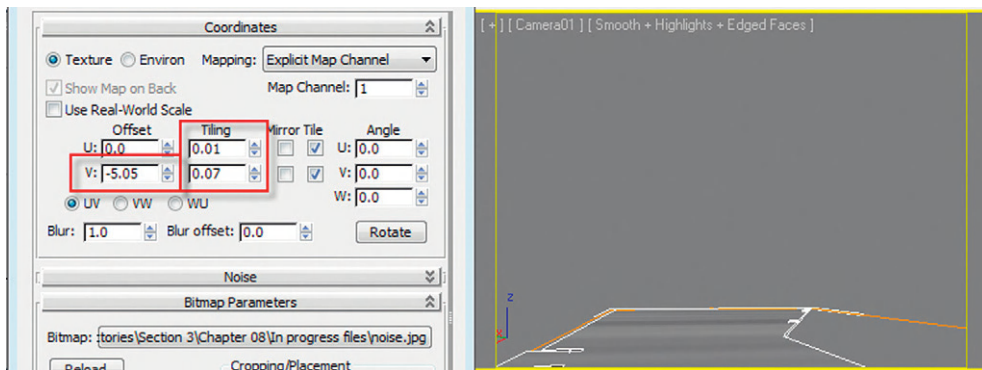 Coordinates
Texture Environ Mapping: Explicit Map Channel
Show Map on Back Map Channel: 1
Use Real-World Scale
Offset Tiling Mirror Tile Angle
U: 0.0 0.01 U: 0.0
V: -5.05 0.07 V: 0.0
W: 0.0
UV VW WU
Blur: 1.0 Blur offset: 0.0 Rotate
Noise
Bitmap Parameters
Bitmap: :tories\Section 3\Chapter 08\In progress files\noise.jpg
Reload Cropping/Placement
[ + ] [ Camera01 ] [ Smooth + Highlights + Edged Faces ]
z
x